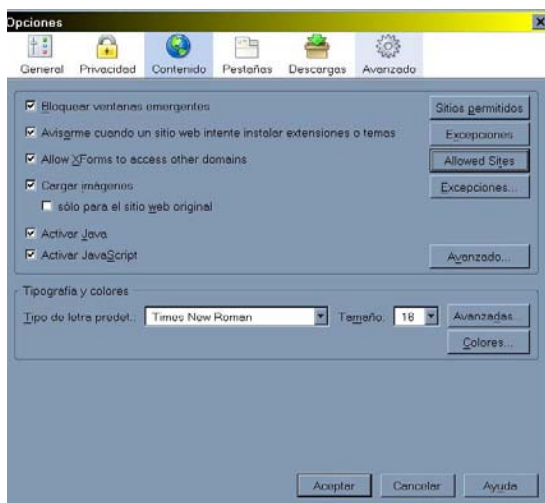 Opciones
General Privacidad Contenido Pestañas Descargas Avanzado
Bloquear ventanas emergentes Sitios permitidos
Avisarme cuando un sitio web intente instalar extensiones o temas Excepciones
Allow XForms to access other domains Allowed Sites
Cargar imágenes Excepciones...
sólo para el sitio web original
Activar Java
Activar JavaScript Avanzado...
Tipografía y colores
Tipo de letra predet.: Times New Roman Tamaño: 16 Avanzadas...
Colores...
Aceptar Cancelar Ayuda